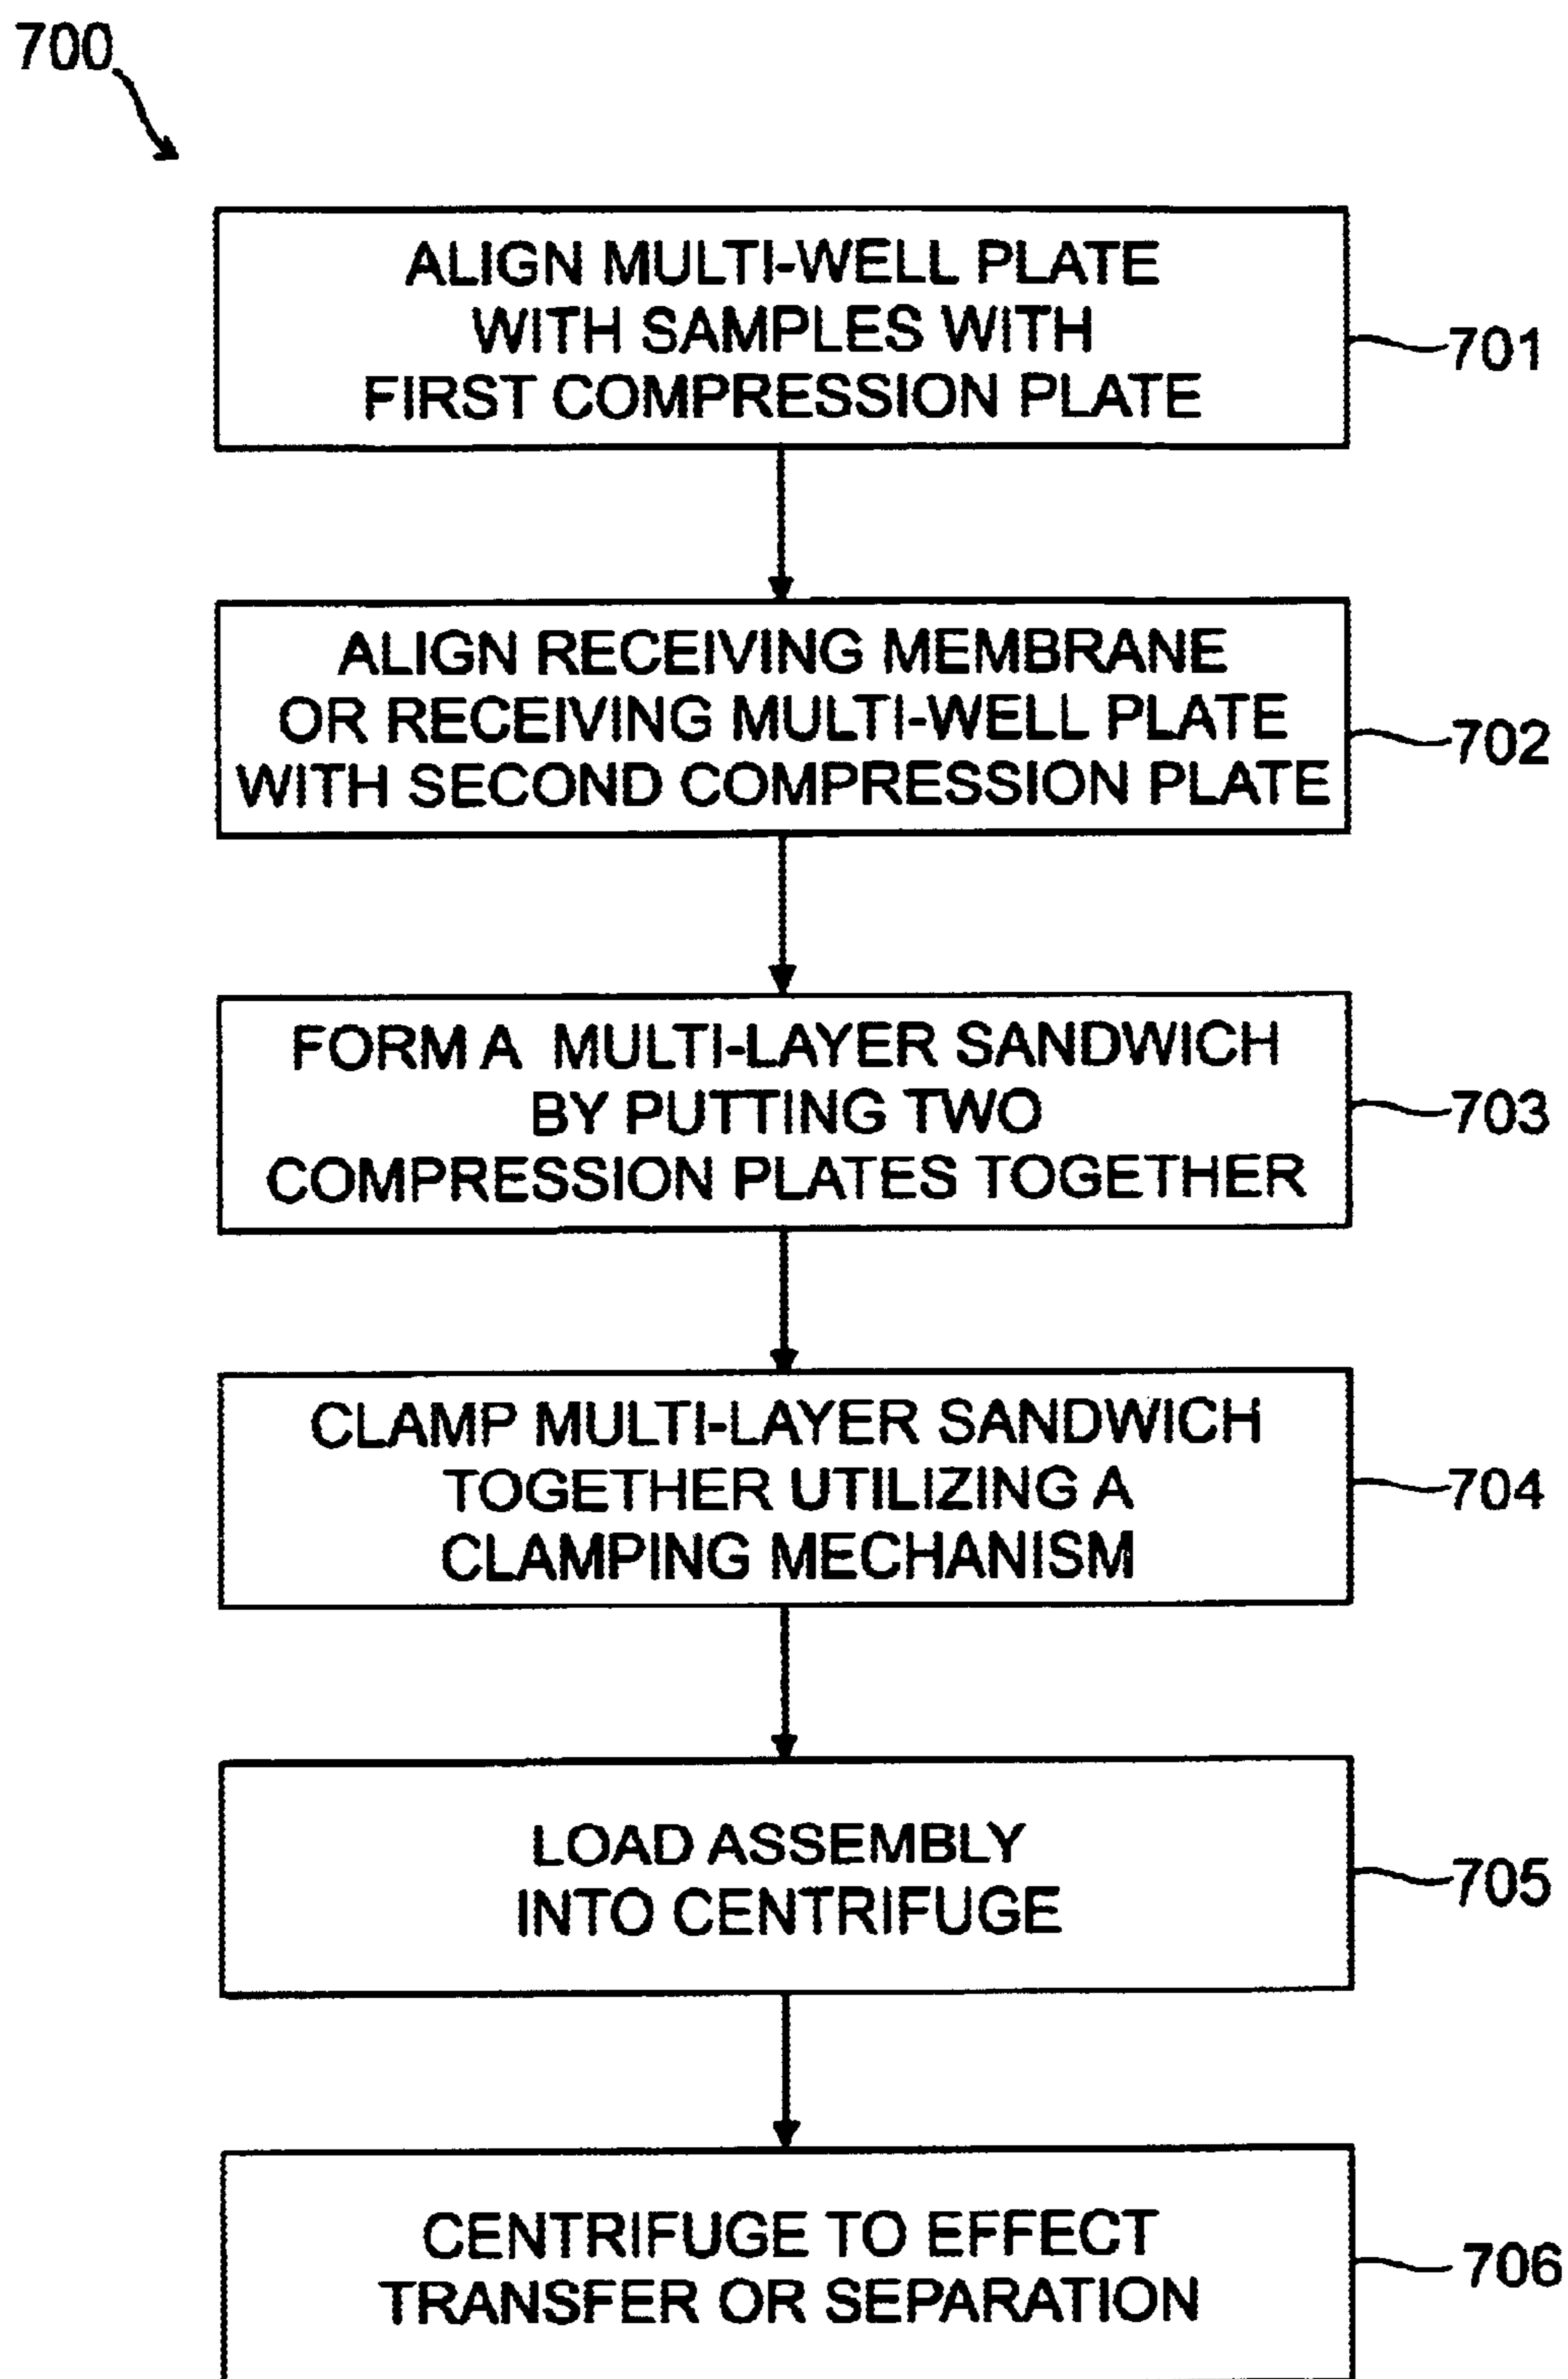 700
ALIGN MULTI-WELL PLATE
WITH SAMPLES WITH
FIRST COMPRESSION PLATE
701
ALIGN RECEIVING MEMBRANE
OR RECEIVING MULTI-WELL PLATE
WITH SECOND COMPRESSION PLATE
702
FORM A MULTI-LAYER SANDWICH
BY PUTTING TWO
COMPRESSION PLATES TOGETHER
703
CLAMP MULTI-LAYER SANDWICH
TOGETHER UTILIZING A
CLAMPING MECHANISM
704
LOAD ASSEMBLY
INTO CENTRIFUGE
705
CENTRIFUGE TO EFFECT
TRANSFER OR SEPARATION
706